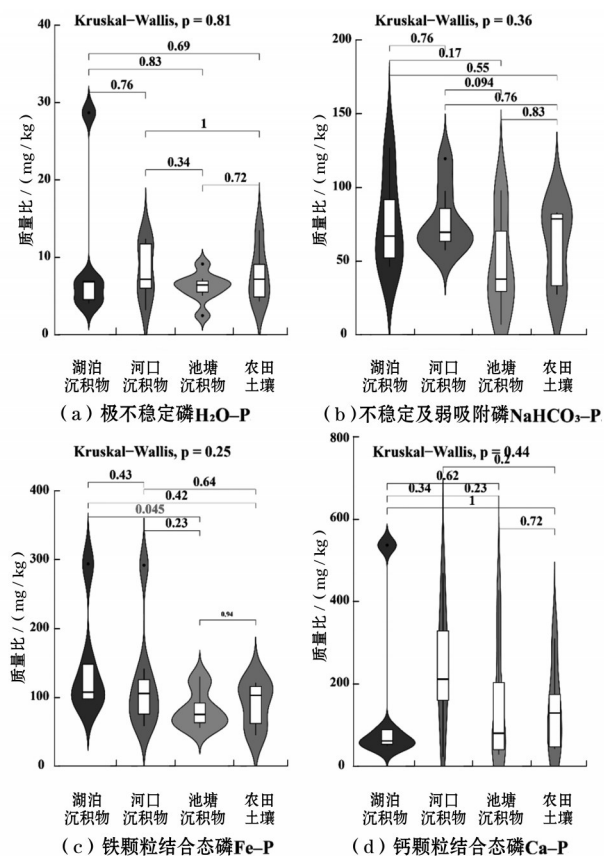 Kruskal−Wallis, p = 0.81
0.69
0.83
0.76
1
0.34
0.72
40
30
20
10
0
质量比/(mg/kg)
湖泊 河口 池塘 农田
沉积物 沉积物 沉积物 土壤
(a)极不稳定磷H₂O–P
Kruskal−Wallis, p = 0.36
0.76
0.17
0.55
0.094
0.76
0.83
200
150
100
50
0
质量比/(mg/kg)
湖泊 河口 池塘 农田
沉积物 沉积物 沉积物 土壤
(b)不稳定及弱吸附磷NaHCO₃–P
Kruskal−Wallis, p = 0.25
0.43
0.64
0.42
0.045
0.23
0.94
400
300
200
100
0
质量比/(mg/kg)
湖泊 河口 池塘 农田
沉积物 沉积物 沉积物 土壤
(c)铁颗粒结合态磷Fe–P
Kruskal−Wallis, p = 0.44
0.2
0.62
0.34 0.23
1
0.72
800
600
400
200
0
质量比/(mg/kg)
湖泊 河口 池塘 农田
沉积物 沉积物 沉积物 土壤
(d)钙颗粒结合态磷Ca–P